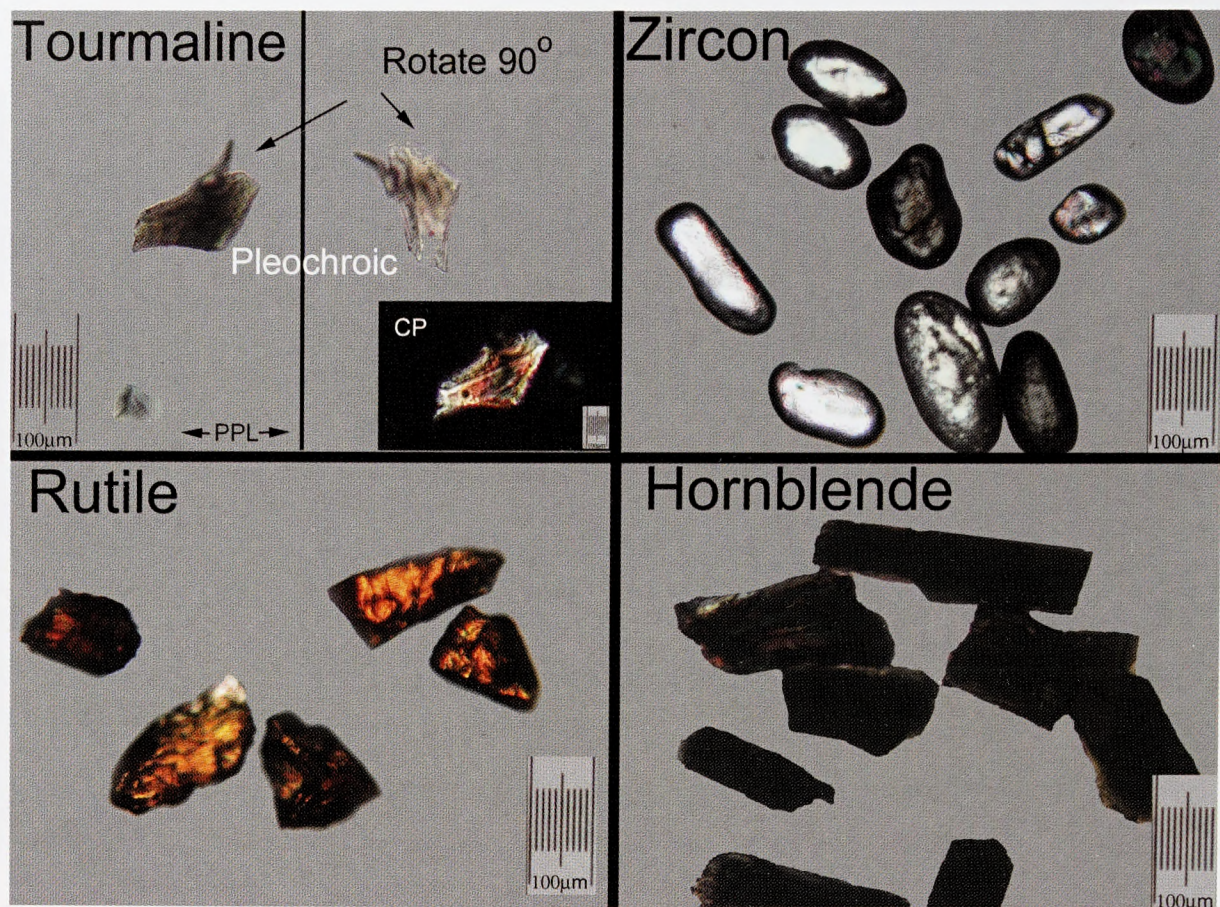 Tourmaline
Rotate 90°
Pleochroic
CP
100µm
PPL
Zircon
100µm
Rutile
100µm
Hornblende
100µm